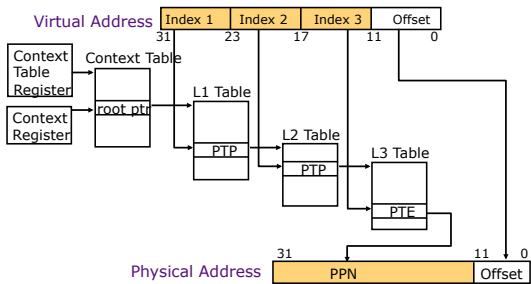 Virtual Address
Index 1 Index 2 Index 3 Offset
31 23 17 11 0
Context Table Register
Context Table
root ptr
Context Register
L1 Table
PTP
L2 Table
PTP
L3 Table
PTE
31 11 0
Physical Address
PPN Offset